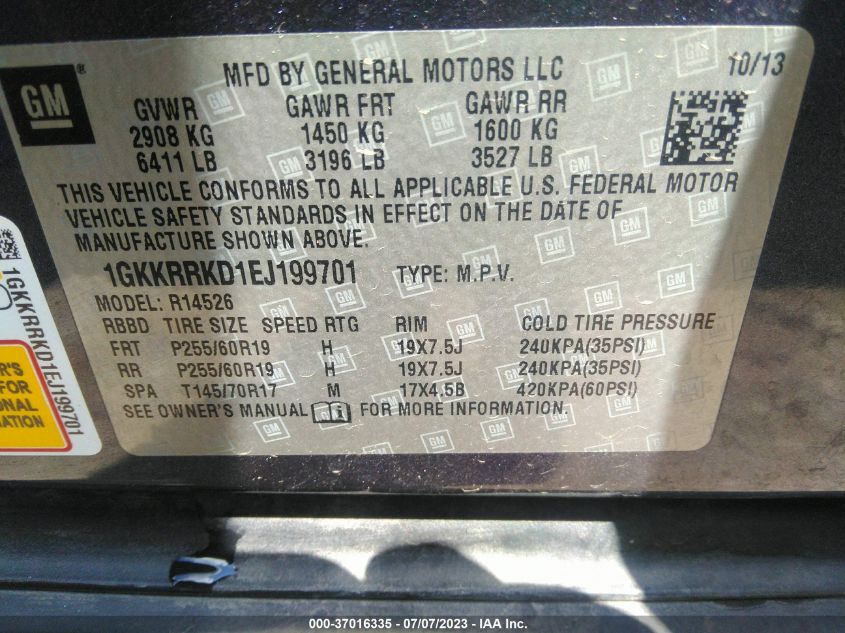 GM
MFD BY GENERAL MOTORS LLC 10/13
GVWR GAWR FRT GAWR RR
2908 KG 1450 KG 1600 KG
6411 LB 3196 LB 3527 LB
THIS VEHICLE CONFORMS TO ALL APPLICABLE U.S. FEDERAL MOTOR
VEHICLE SAFETY STANDARDS IN EFFECT ON THE DATE OF
MANUFACTURE SHOWN ABOVE.
1GKKRRKD1EJ199701 TYPE: M.P.V.
MODEL: R14526
RBBD TIRE SIZE SPEED RTG RIM COLD TIRE PRESSURE
FRT P255/60R19 H 19X7.5J 240KPA(35PSI)
RR P255/60R19 H 19X7.5J 240KPA(35PSI)
SPA T145/70R17 M 17X4.5B 420KPA(60PSI)
SEE OWNER'S MANUAL FOR MORE INFORMATION.
1GKKRRKD1EJ199701
000-37016335 - 07/07/2023 - IAA Inc.